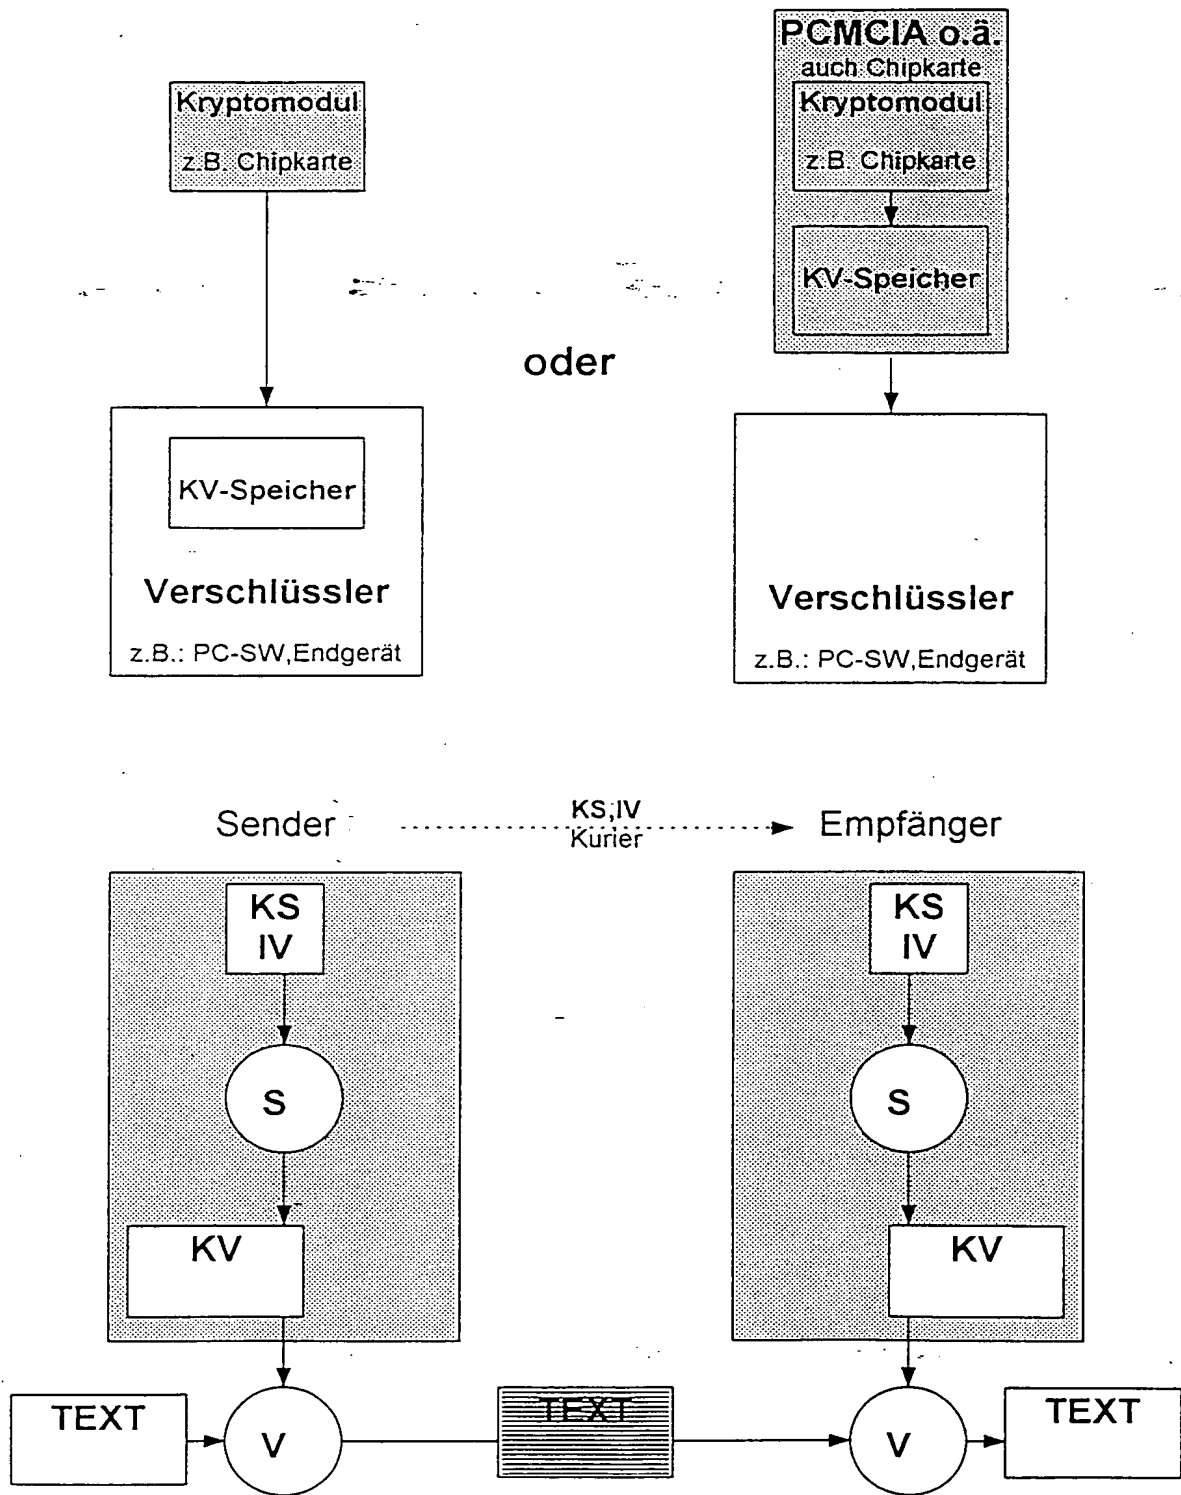 PCMCIA o.ä.
auch Chipkarte
Kryptomodul
z.B. Chipkarte
Kryptomodul
z.B. Chipkarte
KV-Speicher
oder
KV-Speicher
Verschlüssler
z.B.: PC-SW,Endgerät
Verschlüssler
z.B.: PC-SW,Endgerät
Sender
KS,IV
Kurier
Empfänger
KS
IV
KS
IV
S
S
KV
KV
TEXT
V
TEXT
V
TEXT